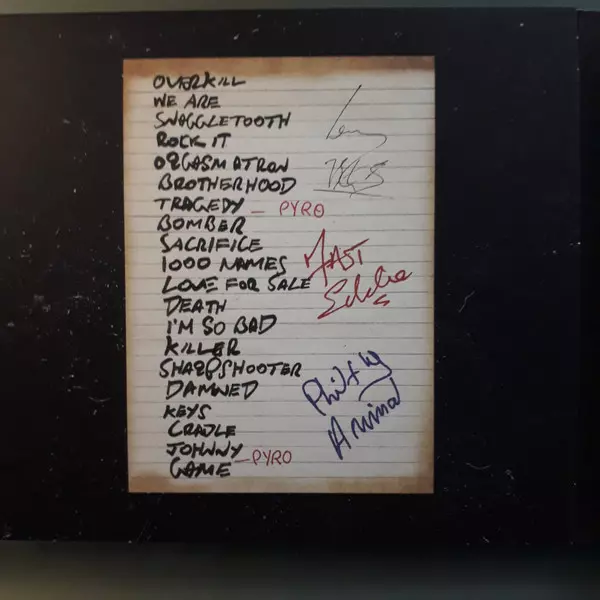 OVERKILL
WE ARE
SNAGGLETOOTH
ROCK IT
ORGASMATRON
BROTHERHOOD
TRAGEDY — PYRO
BOMBER
SACRIFICE
1000 NAMES
LOVE FOR SALE
DEATH
I'M SO BAD
KILLER
SHARPSHOOTER
DAMNED
KEYS
CRADLE
JOHNNY
GAME — PYRO
FAST
Eddie
Philthy
Animal